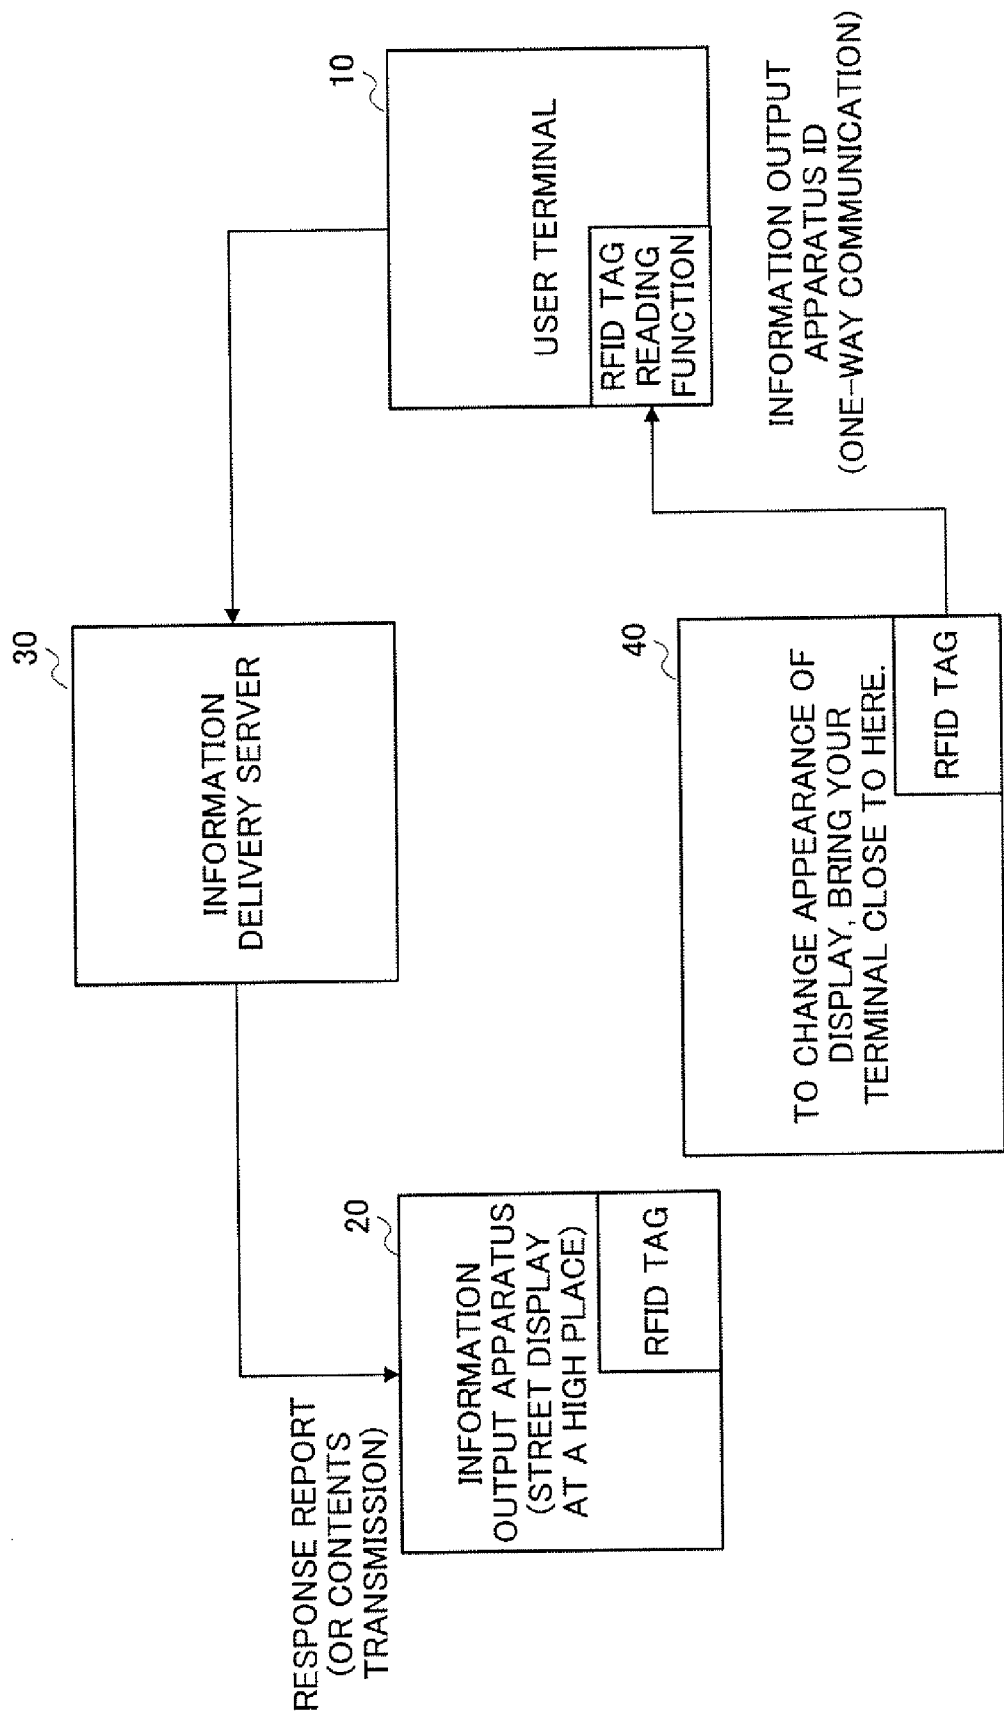 RESPONSE REPORT
(OR CONTENTS
TRANSMISSION)
20
INFORMATION
OUTPUT APPARATUS
(STREET DISPLAY
AT A HIGH PLACE)
RFID TAG
30
INFORMATION
DELIVERY SERVER
40
TO CHANGE APPEARANCE OF
DISPLAY, BRING YOUR
TERMINAL CLOSE TO HERE.
RFID TAG
10
USER TERMINAL
RFID TAG
READING
FUNCTION
INFORMATION OUTPUT
APPARATUS ID
(ONE-WAY COMMUNICATION)